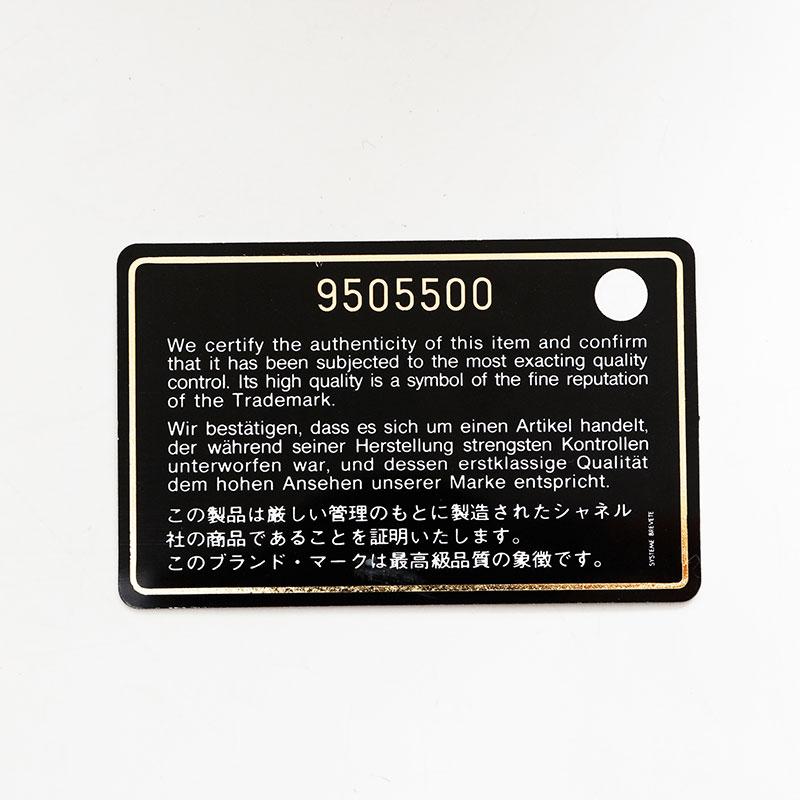 9505500
We certify the authenticity of this item and confirm
that it has been subjected to the most exacting quality
control. Its high quality is a symbol of the fine reputation
of the Trademark.
Wir bestätigen, dass es sich um einen Artikel handelt,
der während seiner Herstellung strengsten Kontrollen
unterworfen war, und dessen erstklassige Qualität
dem hohen Ansehen unserer Marke entspricht.
この製品は厳しい管理のもとに製造されたシャネル
社の商品であることを証明いたします。
このブランド・マークは最高級品質の象徴です。
SYSTEME BREVETE